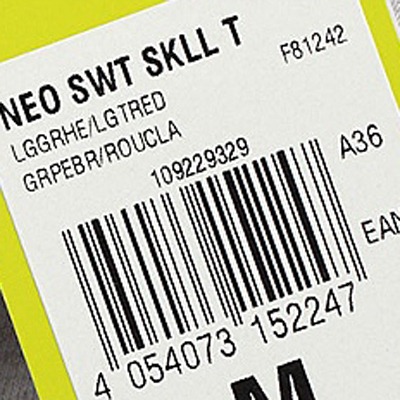 NEO SWT SKLL T F81242
LGGRHE/LGTRED
GRPEBR/ROUCLA
109229329 A36
EAN
4 054073 152247
M